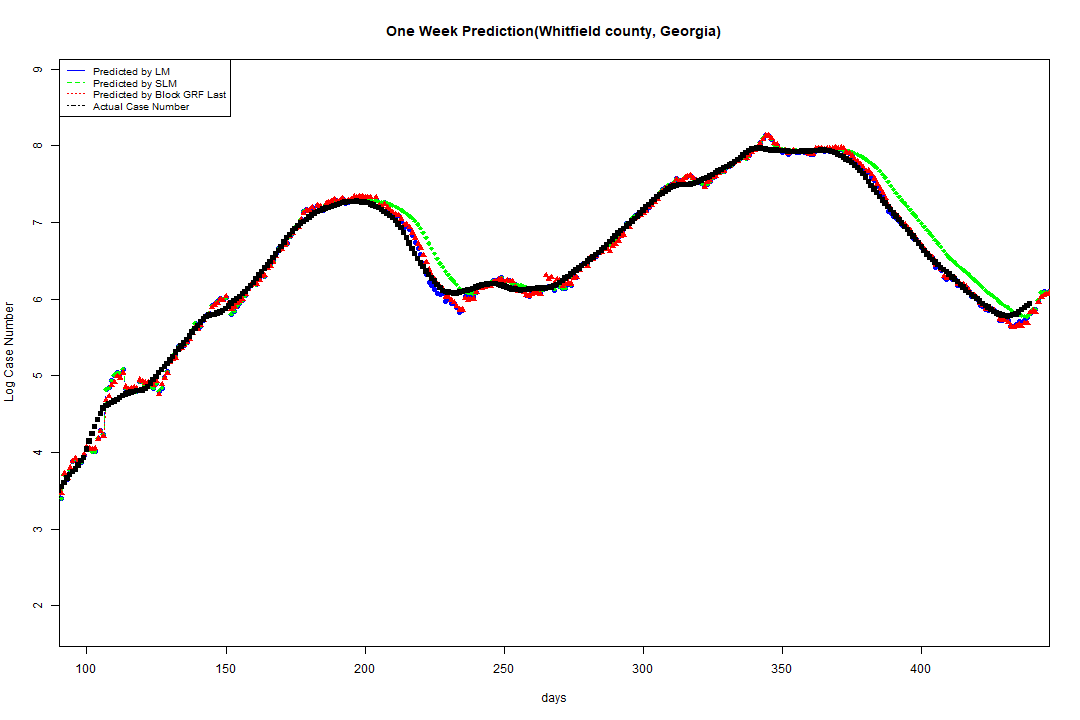 One Week Prediction(Whitfield county, Georgia)
Predicted by LM
Predicted by SLM
Predicted by Block GRF Last
Actual Case Number
9
8
7
6
5
4
3
2
Log Case Number
100 150 200 250 300 350 400
days